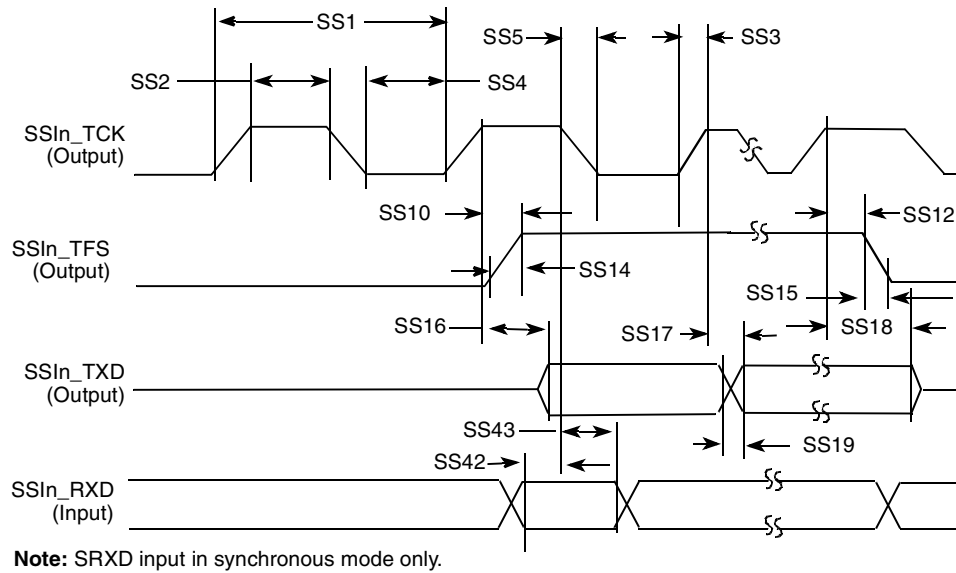 SS1
SS5
SS3
SS2
SS4
SSIn_TCK
(Output)
SS10
SS12
SSIn_TFS
(Output)
SS14
SS15
SS16
SS17
SS18
SSIn_TXD
(Output)
SS43
SS19
SS42
SSIn_RXD
(Input)
Note: SRXD input in synchronous mode only.